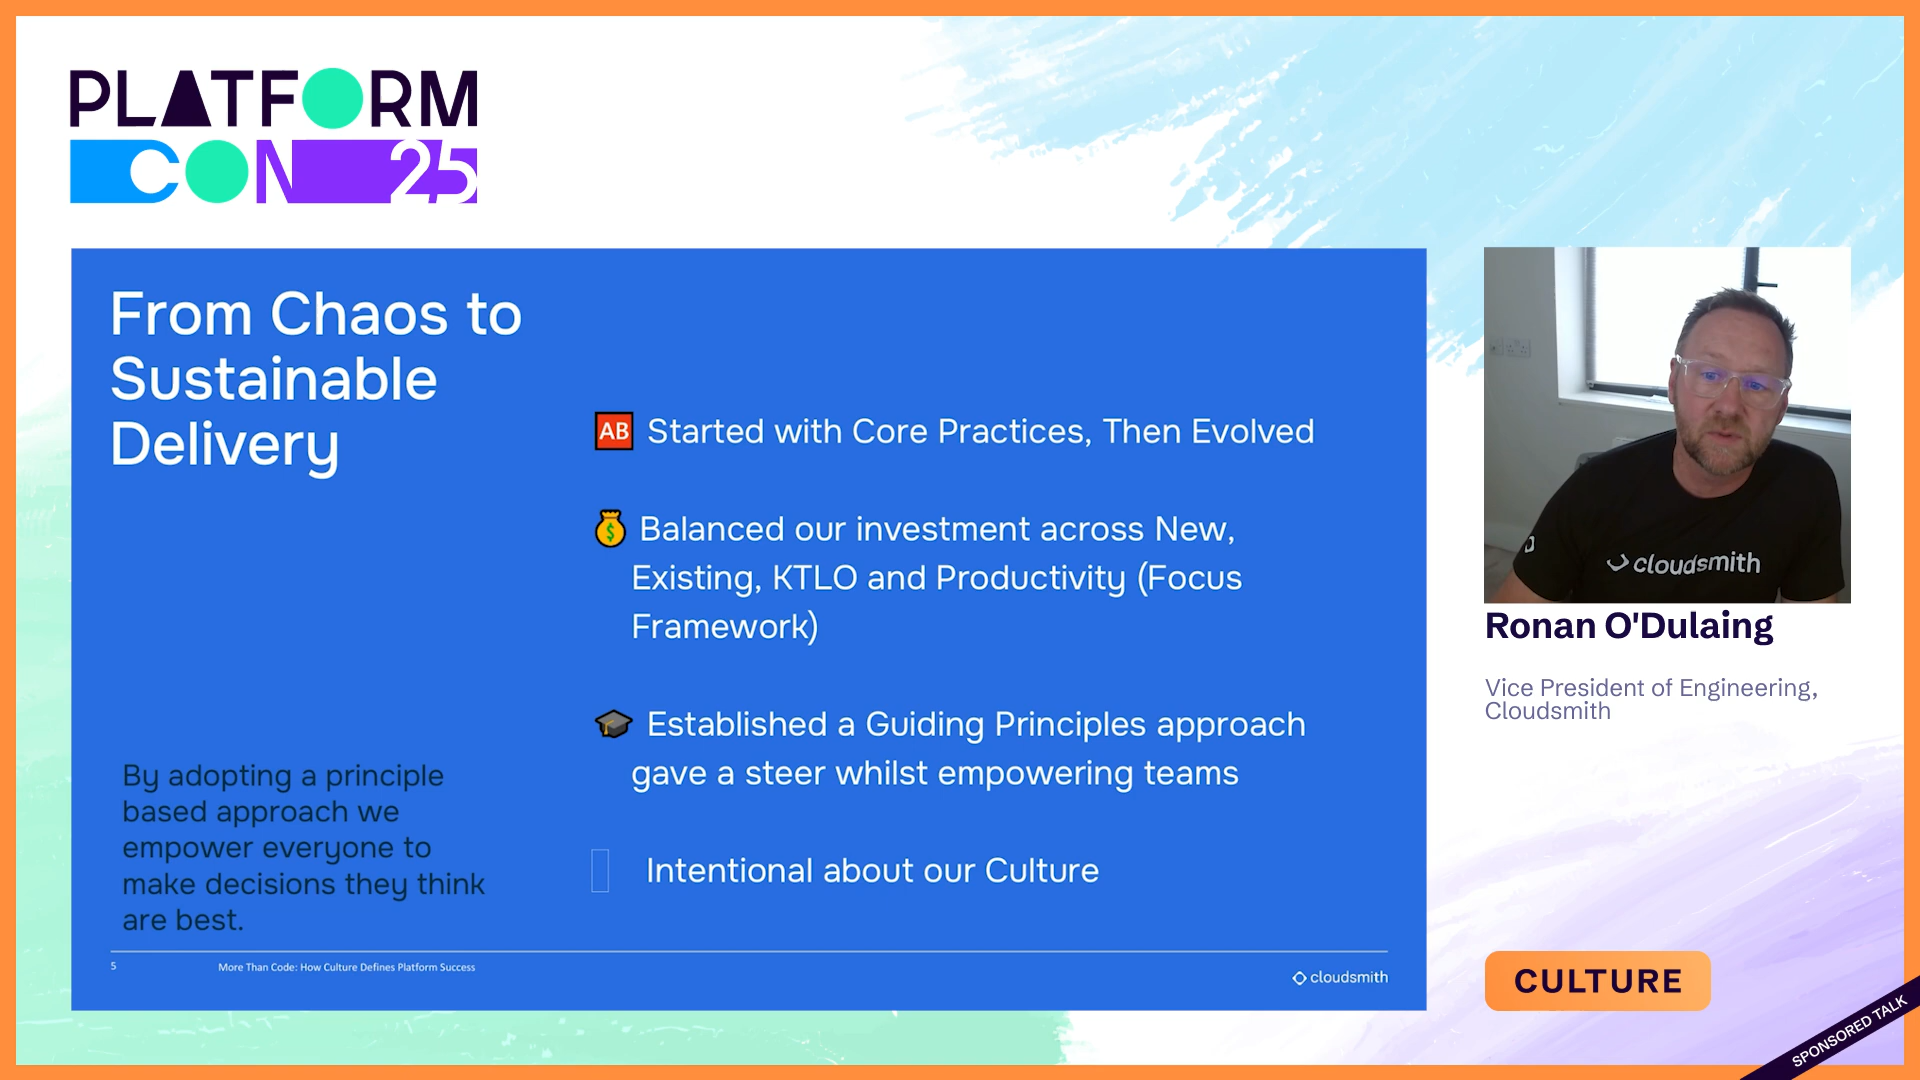 PLATFORM
CON 25
From Chaos to
Sustainable
Delivery
By adopting a principle
based approach we
empower everyone to
make decisions they think
are best.
🆎 Started with Core Practices, Then Evolved
💰 Balanced our investment across New,
Existing, KTLO and Productivity (Focus
Framework)
🎓 Established a Guiding Principles approach
gave a steer whilst empowering teams
Intentional about our Culture
5
More Than Code: How Culture Defines Platform Success
cloudsmith
cloudsmith
Ronan O'Dulaing
Vice President of Engineering,
Cloudsmith
CULTURE
SPONSORED TALK